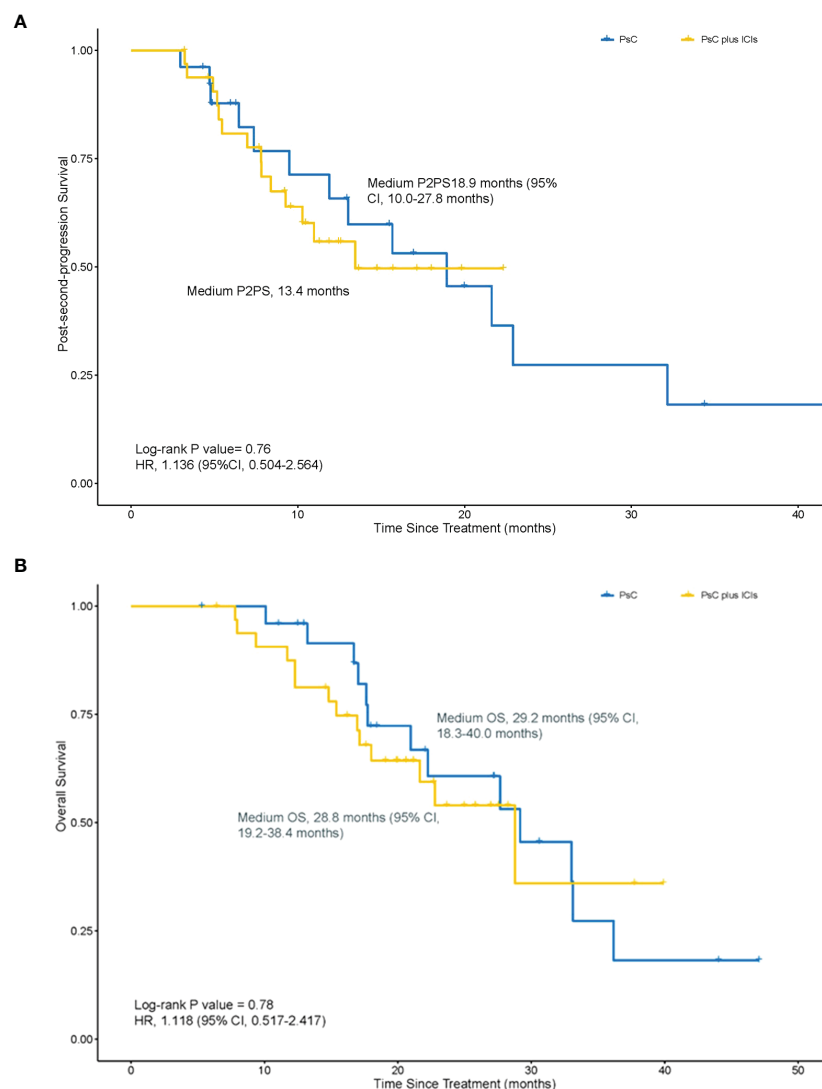 A
PsC
PsC plus ICIs
1.00
0.75
0.50
0.25
0.00
Post-second-progression Survival
Medium P2PS18.9 months (95%
CI, 10.0-27.8 months)
Medium P2PS, 13.4 months
Log-rank P value= 0.76
HR, 1.136 (95%CI, 0.504-2.564)
0
10
20
30
40
Time Since Treatment (months)
B
PsC
PsC plus ICIs
1.00
0.75
0.50
0.25
0.00
Overall Survival
Medium OS, 29.2 months (95% CI,
18.3-40.0 months)
Medium OS, 28.8 months (95% CI,
19.2-38.4 months)
Log-rank P value = 0.78
HR, 1.118 (95% CI, 0.517-2.417)
0
10
20
30
40
50
Time Since Treatment (months)